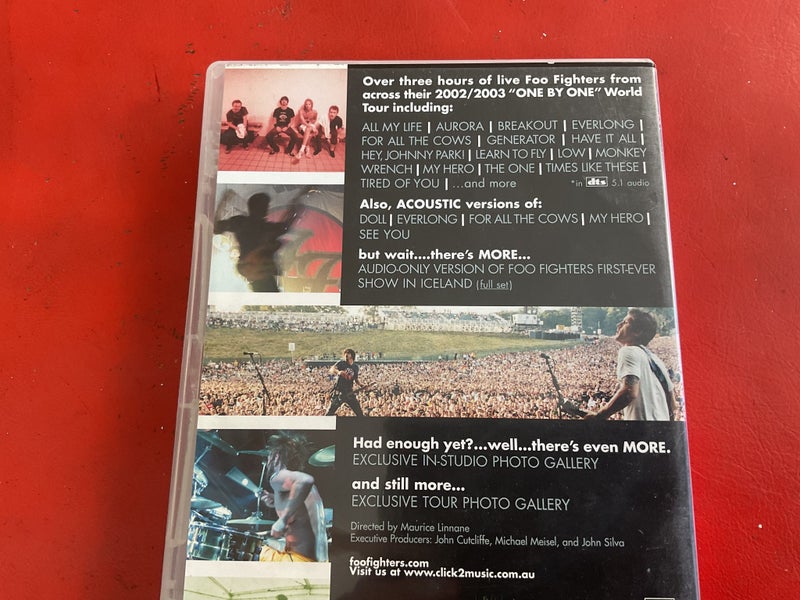 Over three hours of live Foo Fighters from
across their 2002/2003 "ONE BY ONE" World
Tour including:
ALL MY LIFE | AURORA | BREAKOUT | EVERLONG |
FOR ALL THE COWS | GENERATOR | HAVE IT ALL |
HEY, JOHNNY PARK! | LEARN TO FLY | LOW | MONKEY
WRENCH | MY HERO | THE ONE | TIMES LIKE THESE |
TIRED OF YOU | ...and more *in dts 5.1 audio
Also, ACOUSTIC versions of:
DOLL | EVERLONG | FOR ALL THE COWS | MY HERO |
SEE YOU
but wait....there's MORE...
AUDIO-ONLY VERSION OF FOO FIGHTERS FIRST-EVER
SHOW IN ICELAND (full set)
Had enough yet?...well...there's even MORE.
EXCLUSIVE IN-STUDIO PHOTO GALLERY
and still more...
EXCLUSIVE TOUR PHOTO GALLERY
Directed by Maurice Linnane
Executive Producers: John Cutcliffe, Michael Meisel, and John Silva
foofighters.com
Visit us at www.click2music.com.au